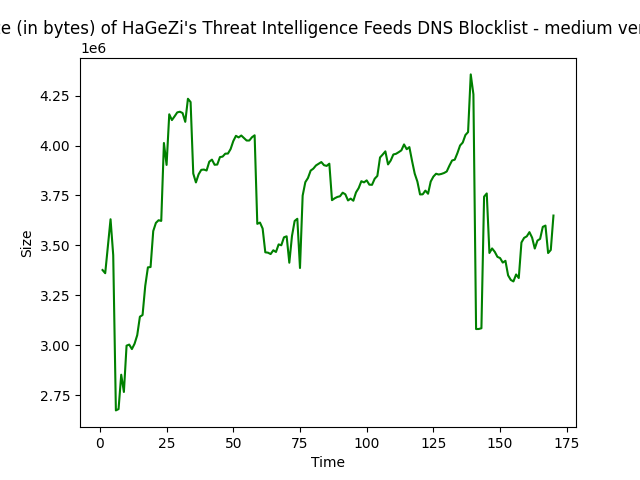 e (in bytes) of HaGeZi's Threat Intelligence Feeds DNS Blocklist - medium ver
1e6
4.25
4.00
3.75
3.50
3.25
3.00
2.75
Size
0 25 50 75 100 125 150 175
Time